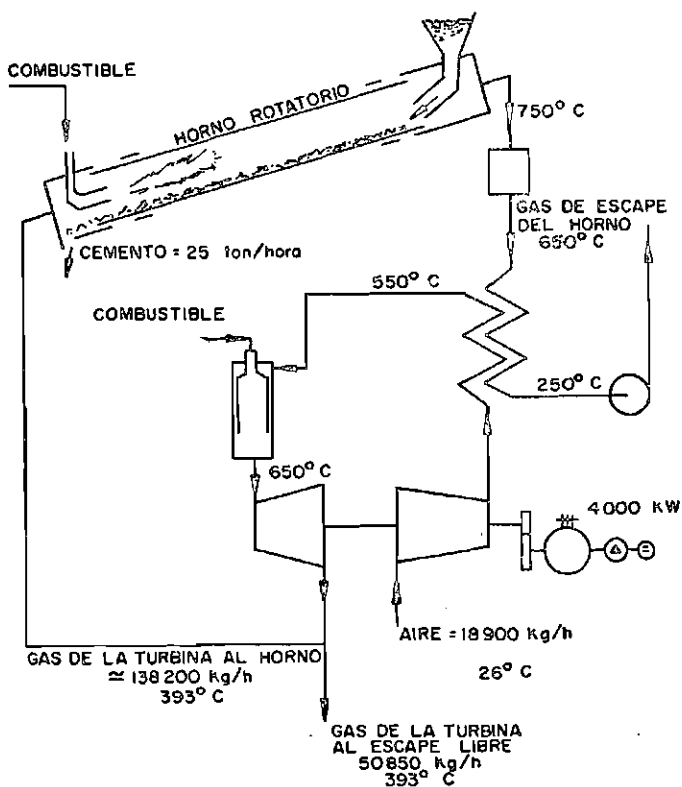 COMBUSTIBLE
HORNO ROTATORIO
750° C
GAS DE ESCAPE
DEL HORNO
650° C
CEMENTO = 25 ton/hora
550° C
COMBUSTIBLE
250° C
650° C
4000 KW
AIRE = 18900 Kg/h
26° C
GAS DE LA TURBINA AL HORNO
≃ 138200 Kg/h
393° C
GAS DE LA TURBINA
AL ESCAPE LIBRE
50850 Kg/h
393° C